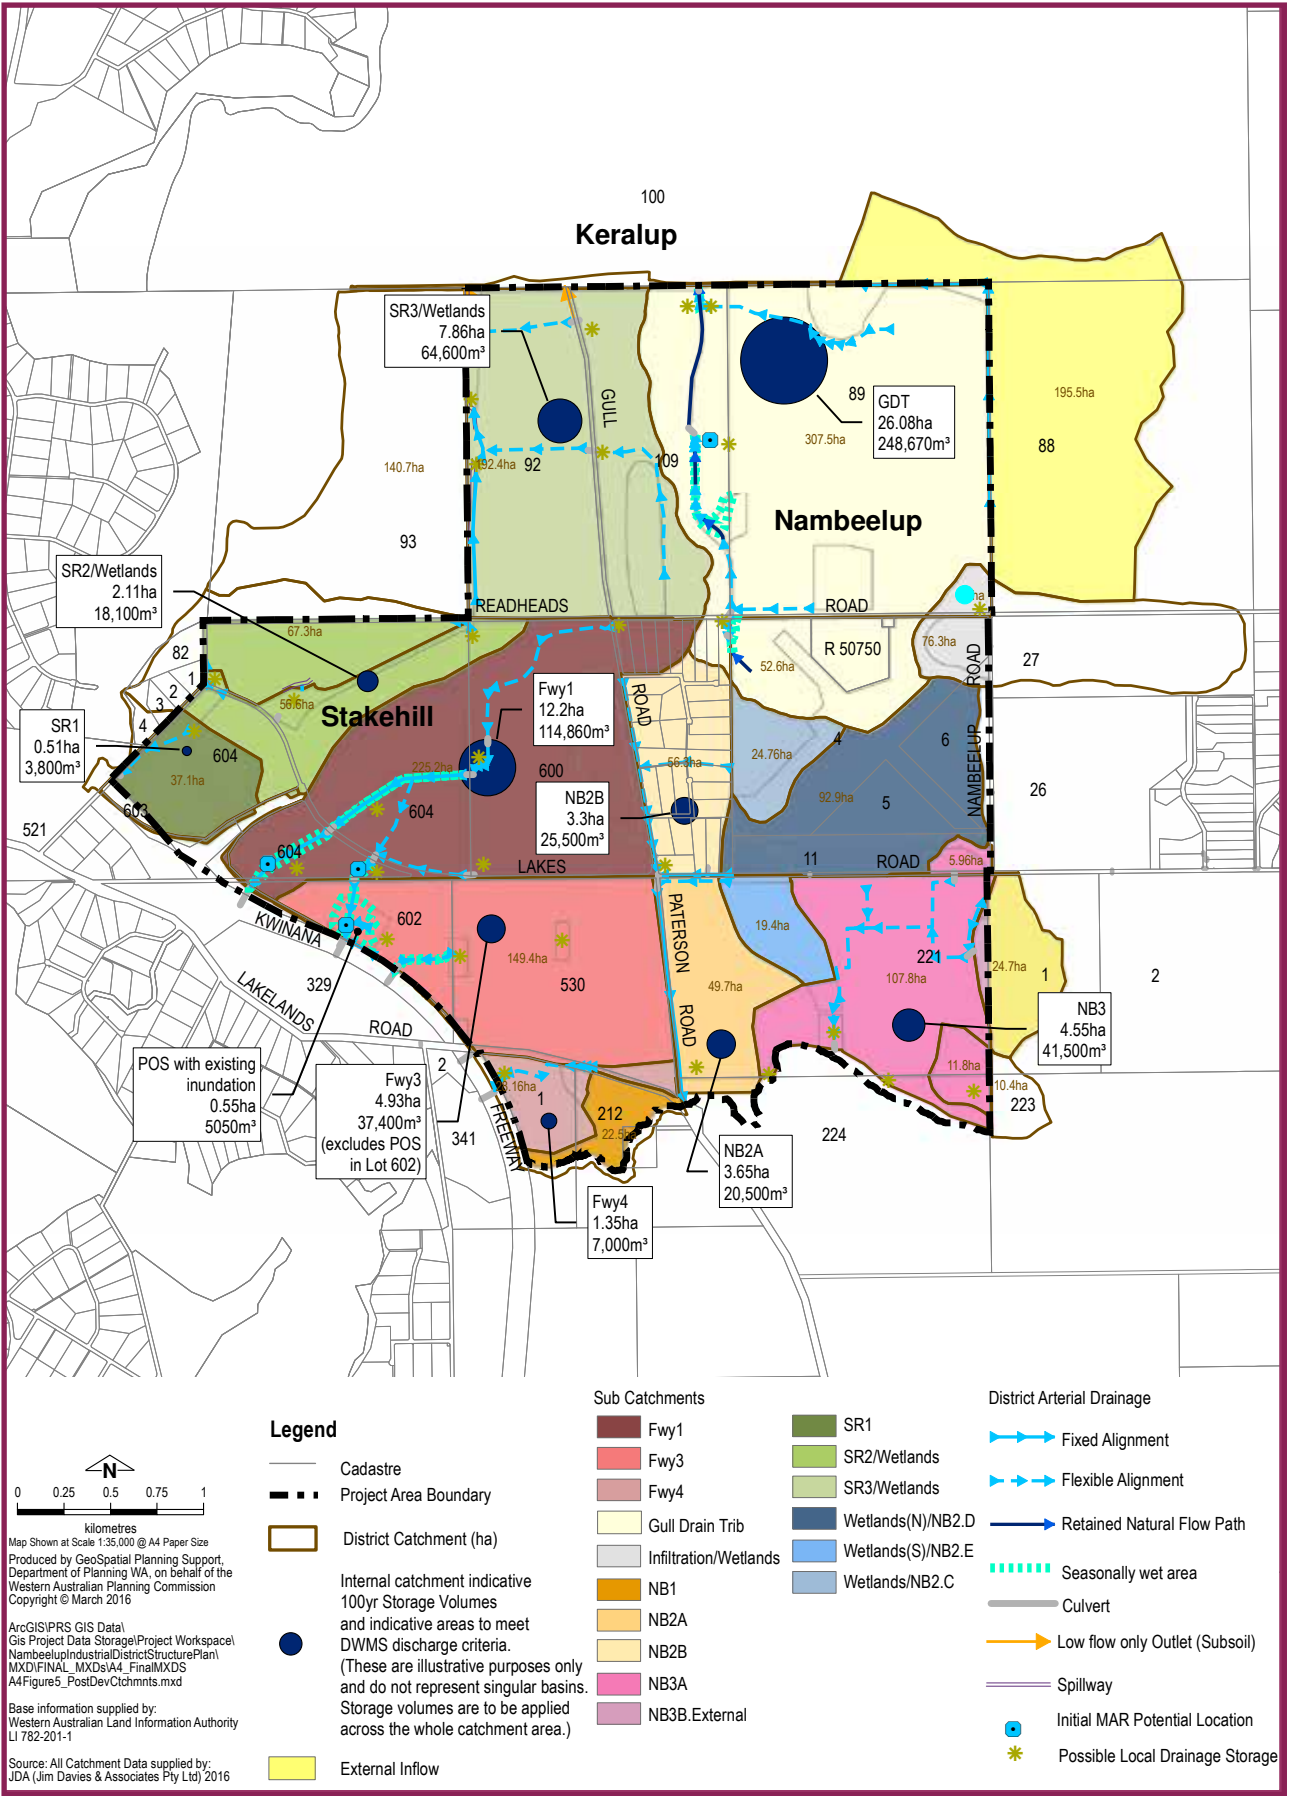 100
Keralup
SR3/Wetlands
7.86ha
64,600m³
GULL
89
GDT
26.08ha
248,670m³
195.5ha
307.5ha
88
140.7ha
192.4ha
92
109
Nambeelup
93
SR2/Wetlands
2.11ha
18,100m³
READHEADS
ROAD
ha
67.3ha
76.3ha
82
R 50750
27
52.6ha
ROAD
1
2
3
4
56.6ha
Stakehill
Fwy1
12.2ha
114,860m³
ROAD
SR1
0.51ha
3,800m³
604
37.1ha
225.2ha
600
56.3ha
24.76ha
4
6
NAMBEELUP
NB2B
3.3ha
25,500m³
92.9ha
5
26
603
604
521
604
LAKES
11
ROAD
5.96ha
KWINANA
602
PATERSON
19.4ha
221
24.7ha
1
2
149.4ha
530
49.7ha
107.8ha
329
LAKELANDS
ROAD
ROAD
NB3
4.55ha
41,500m³
POS with existing
inundation
0.55ha
5050m³
Fwy3
4.93ha
37,400m³
(excludes POS
in Lot 602)
2
23.16ha
1
11.8ha
10.4ha
223
212
22.5ha
341
FREEWAY
224
NB2A
3.65ha
20,500m³
Fwy4
1.35ha
7,000m³
N
0 0.25 0.5 0.75 1
kilometres
Map Shown at Scale 1:35,000 @ A4 Paper Size
Produced by GeoSpatial Planning Support,
Department of Planning WA, on behalf of the
Western Australian Planning Commission
Copyright © March 2016
ArcGIS\PRS GIS Data\
Gis Project Data Storage\Project Workspace\
NambeelupIndustrialDistrictStructurePlan\
MXD\FINAL_MXDs\A4_FinalMXDS
A4Figure5_PostDevCtchmnts.mxd
Base information supplied by:
Western Australian Land Information Authority
LI 782-201-1
Source: All Catchment Data supplied by:
JDA (Jim Davies & Associates Pty Ltd) 2016
Legend
Cadastre
Project Area Boundary
District Catchment (ha)
Internal catchment indicative
100yr Storage Volumes
and indicative areas to meet
DWMS discharge criteria.
(These are illustrative purposes only
and do not represent singular basins.
Storage volumes are to be applied
across the whole catchment area.)
External Inflow
Sub Catchments
Fwy1
Fwy3
Fwy4
Gull Drain Trib
Infiltration/Wetlands
NB1
NB2A
NB2B
NB3A
NB3B.External
SR1
SR2/Wetlands
SR3/Wetlands
Wetlands(N)/NB2.D
Wetlands(S)/NB2.E
Wetlands/NB2.C
District Arterial Drainage
Fixed Alignment
Flexible Alignment
Retained Natural Flow Path
Seasonally wet area
Culvert
Low flow only Outlet (Subsoil)
Spillway
Initial MAR Potential Location
Possible Local Drainage Storage